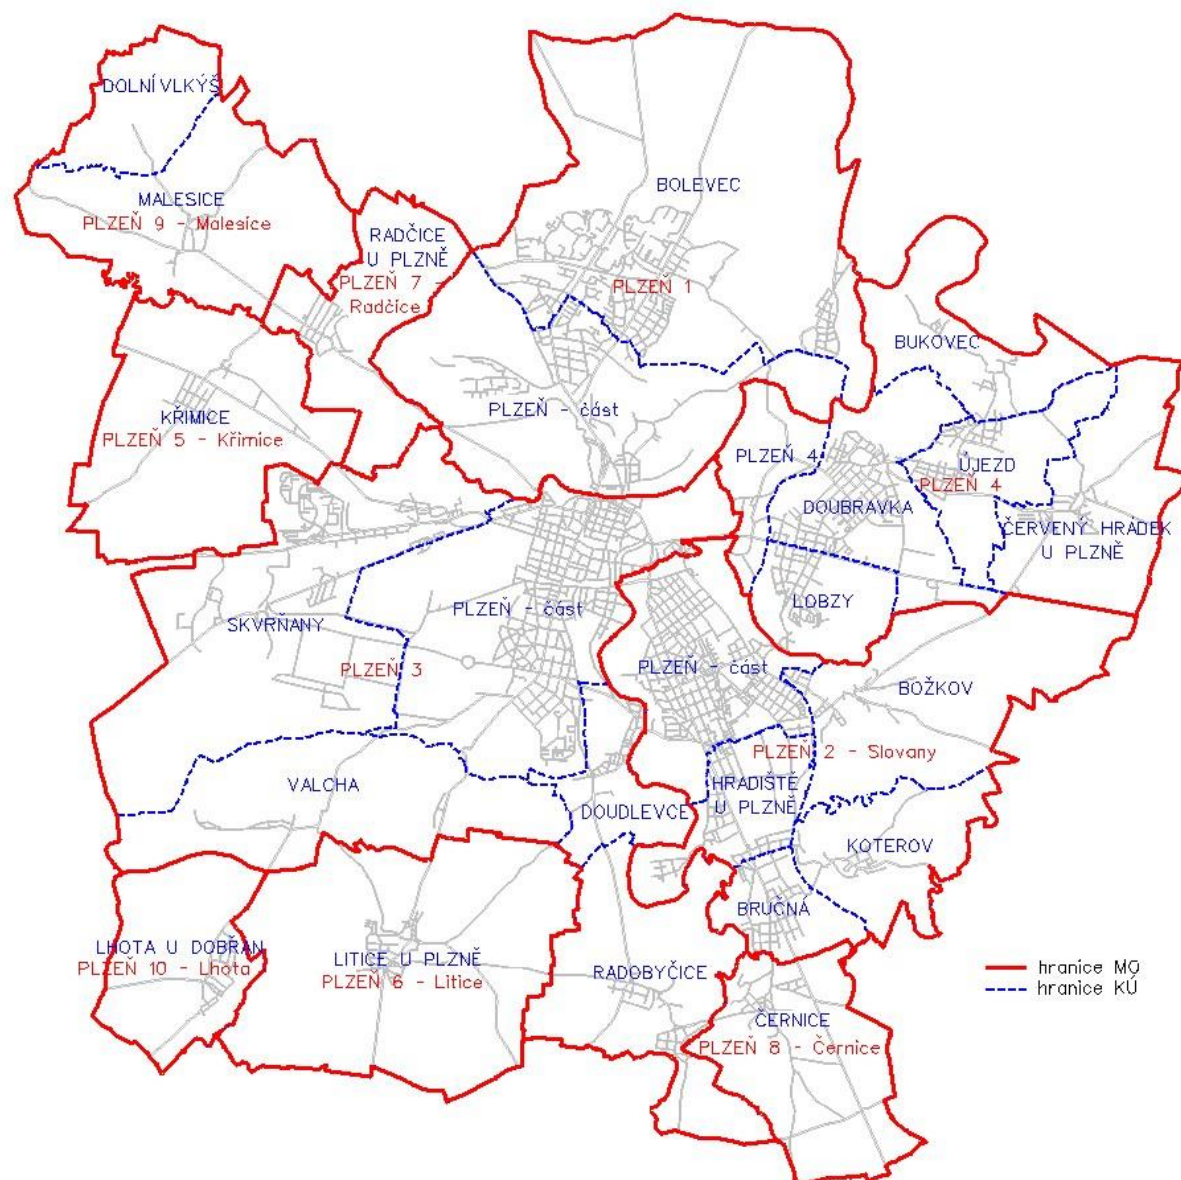 DOLNÍ VLKÝŠ
MALESICE
PLZEŇ 9 - Malesice
RADČICE
U PLZNĚ
PLZEŇ 7 -
Radčice
BOLEVEC
PLZEŇ 1
BUKOVEC
KŘIMICE
PLZEŇ 5 - Křimice
PLZEŇ - část
PLZEŇ 4
ÚJEZD
PLZEŇ 4
DOUBRAVKA
ČERVENÝ HRÁDEK
U PLZNĚ
SKVRŇANY
PLZEŇ - část
LOBZY
PLZEŇ 3
PLZEŇ - část
BOŽKOV
PLZEŇ 2 - Slovany
VALCHA
HRADIŠTĚ
U PLZNĚ
DOUDLEVCE
KOTEROV
BRUČNÁ
LHOTA U DOBŘAN
PLZEŇ 10 - Lhota
LITICE U PLZNĚ
PLZEŇ 6 - Litice
RADOBYČICE
ČERNICE
PLZEŇ 8 - Černice
hranice MO
hranice KÚ